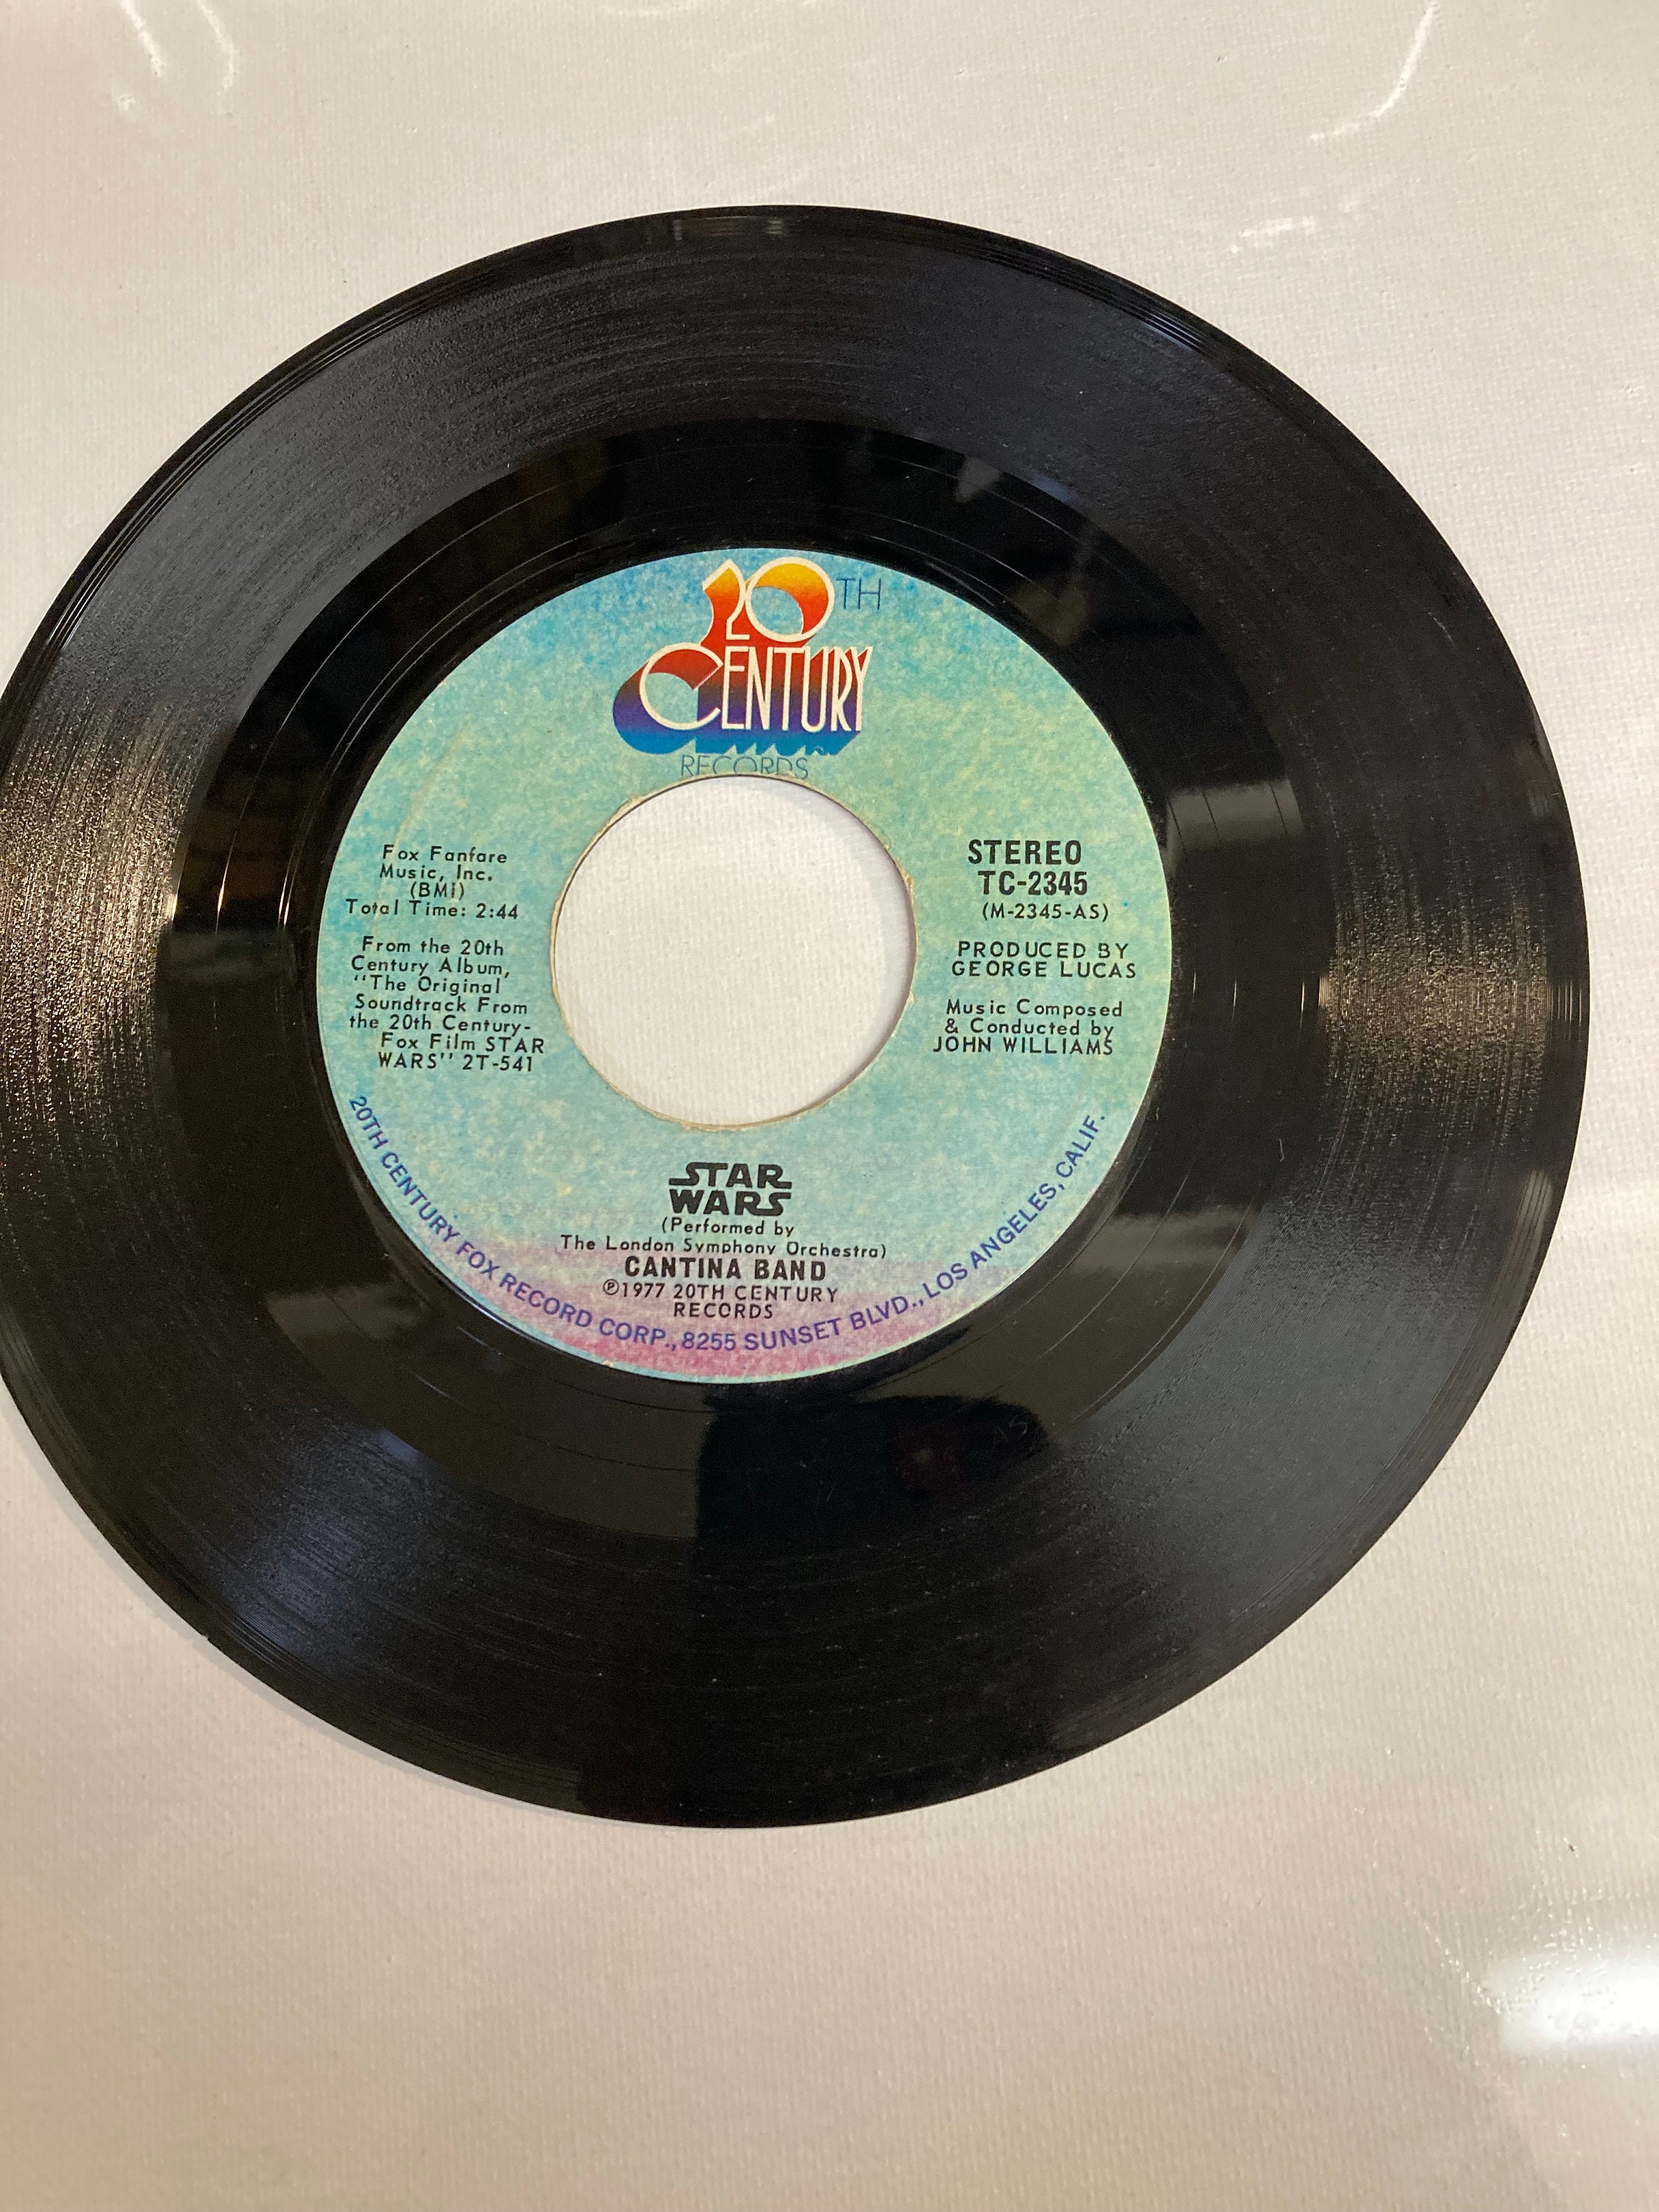 20TH
CENTURY
RECORDS
Fox Fanfare
Music, Inc.
(BMI)
Total Time: 2:44
From the 20th
Century Album,
"The Original
Soundtrack From
the 20th Century-
Fox Film STAR
WARS" 2T-541
STEREO
TC-2345
(M-2345-AS)
PRODUCED BY
GEORGE LUCAS
Music Composed
& Conducted by
JOHN WILLIAMS
STAR
WARS
(Performed by
The London Symphony Orchestra)
CANTINA BAND
℗1977 20TH CENTURY
RECORDS
20TH CENTURY FOX RECORD CORP., 8255 SUNSET BLVD., LOS ANGELES, CALIF.